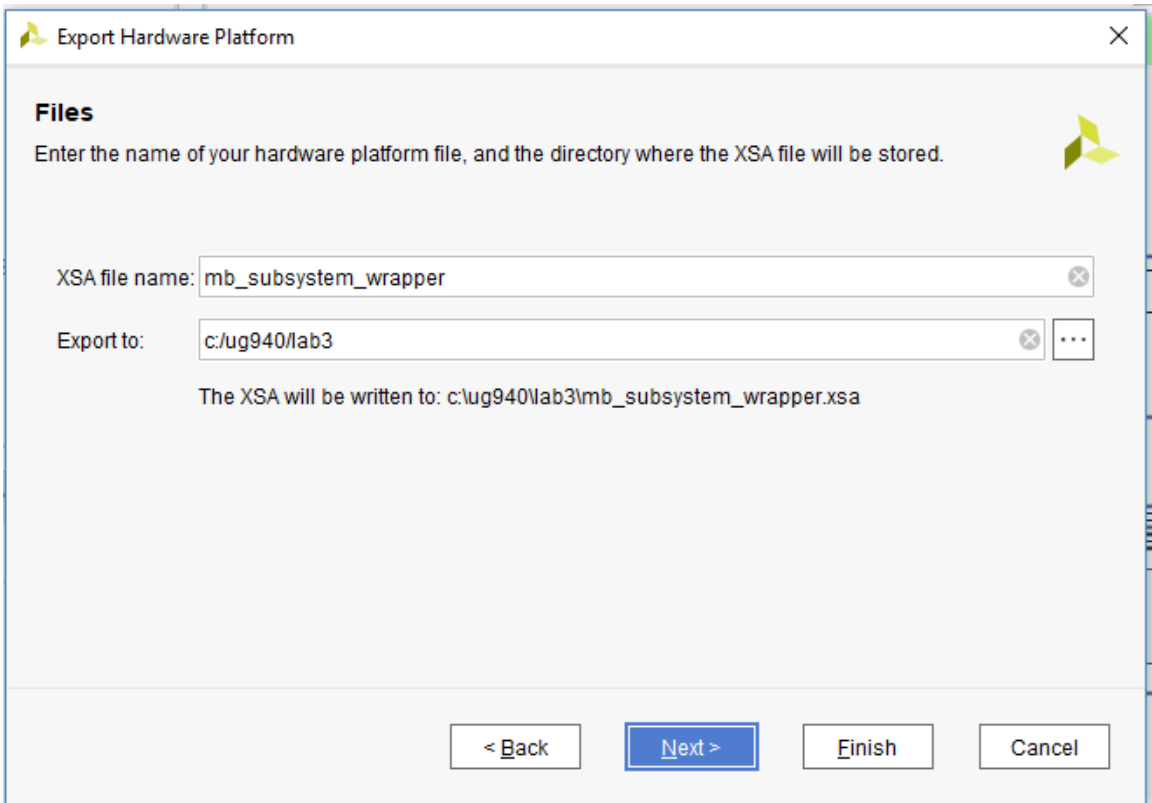 Export Hardware Platform
Files
Enter the name of your hardware platform file, and the directory where the XSA file will be stored.
XSA file name: mb_subsystem_wrapper
Export to: c:/ug940/lab3 ...
The XSA will be written to: c:\ug940\lab3\mb_subsystem_wrapper.xsa
< Back Next > Finish Cancel